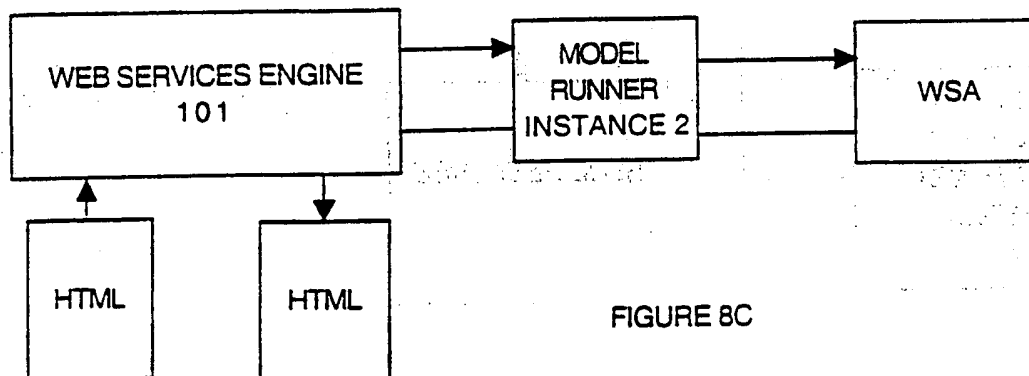 WEB SERVICES ENGINE
101
MODEL
RUNNER
INSTANCE 2
WSA
HTML
HTML
FIGURE 8C